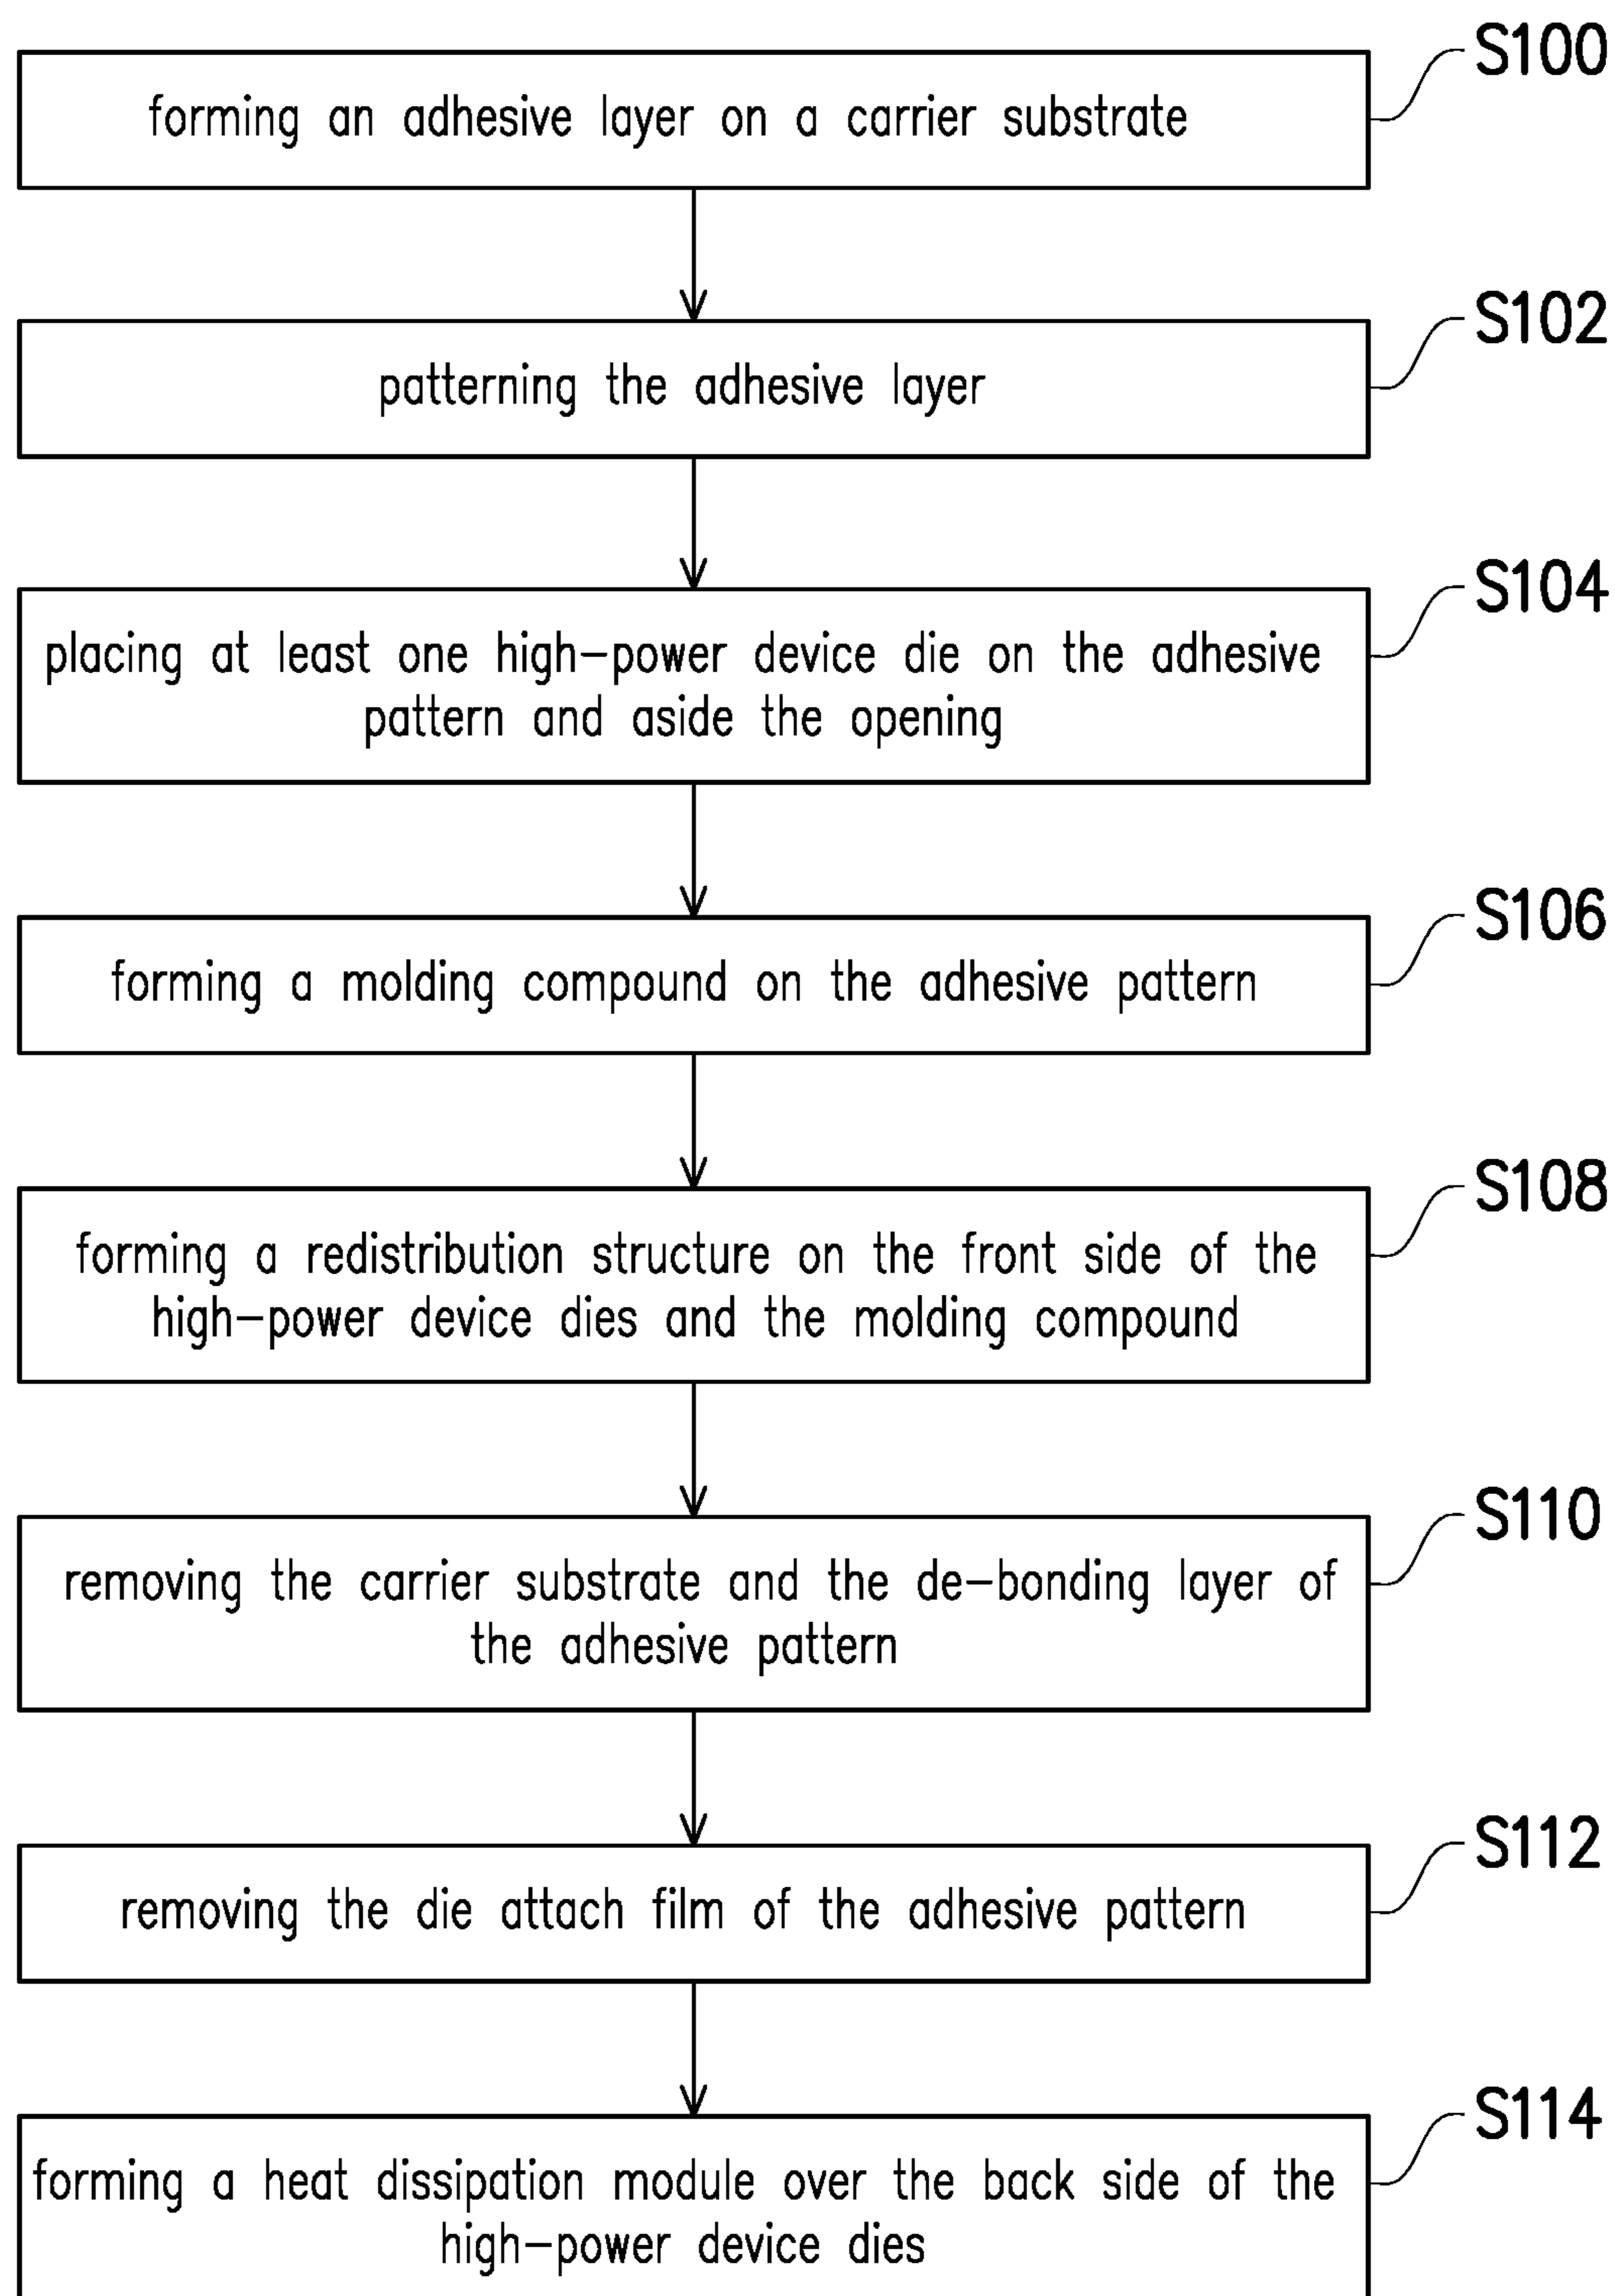 S100
forming an adhesive layer on a carrier substrate
S102
patterning the adhesive layer
S104
placing at least one high-power device die on the adhesive
pattern and aside the opening
S106
forming a molding compound on the adhesive pattern
S108
forming a redistribution structure on the front side of the
high-power device dies and the molding compound
S110
removing the carrier substrate and the de-bonding layer of
the adhesive pattern
S112
removing the die attach film of the adhesive pattern
S114
forming a heat dissipation module over the back side of the
high-power device dies